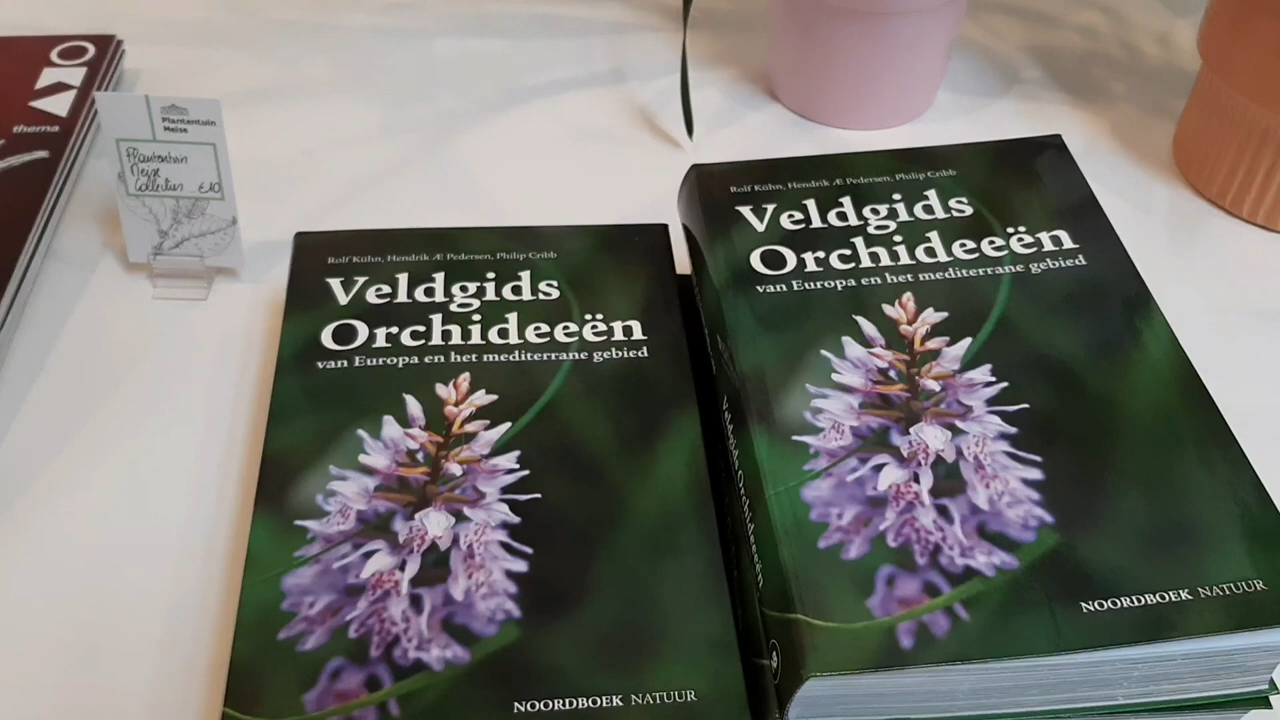 thema
Plantentuin
Meise
Plantentuin
Meise
Collecties €10
Rolf Kühn, Hendrik Æ Pedersen, Philip Cribb
Veldgids
Orchideeën
van Europa en het mediterrane gebied
NOORDBOEK NATUUR
Rolf Kühn, Hendrik Æ Pedersen, Philip Cribb
Veldgids
Orchideeën
van Europa en het mediterrane gebied
Veldgids Orchideeën
NOORDBOEK NATUUR